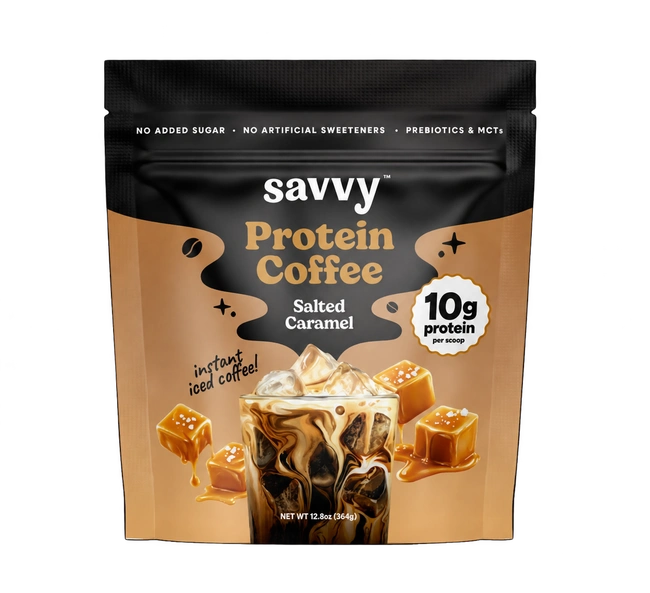 NO ADDED SUGAR • NO ARTIFICIAL SWEETENERS • PREBIOTICS & MCTs
savvy™
Protein
Coffee
Salted
Caramel
10g
protein
per scoop
instant
iced coffee!
NET WT 12.8oz (364g)